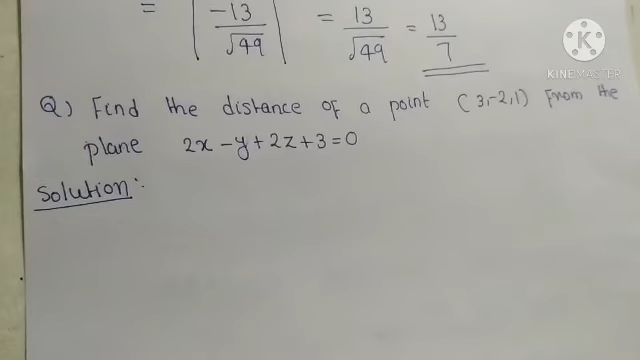 = | -13 / √49 | = 13 / √49 = 13 / 7
KINEMASTER
Q) Find the distance of a point (3,-2,1) From the
plane 2x - y + 2z + 3 = 0
Solution: